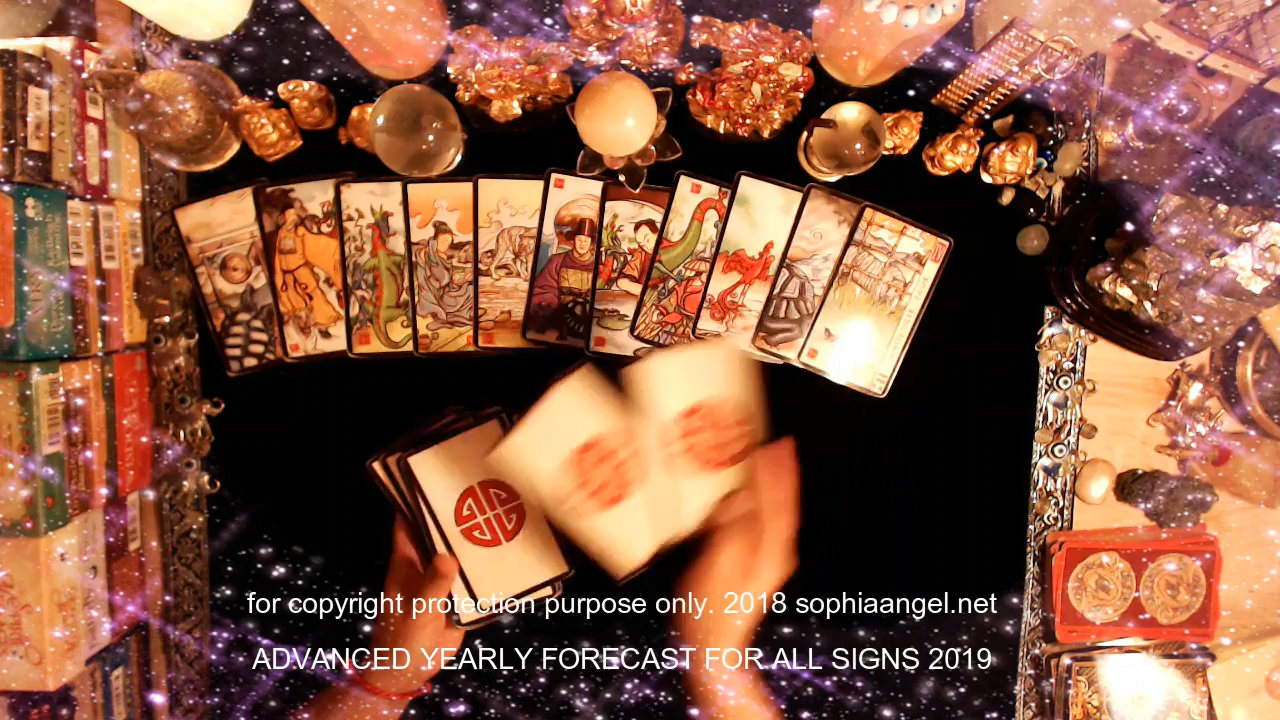 for copyright protection purpose only. 2018 sophiaangel.net
ADVANCED YEARLY FORECAST FOR ALL SIGNS 2019